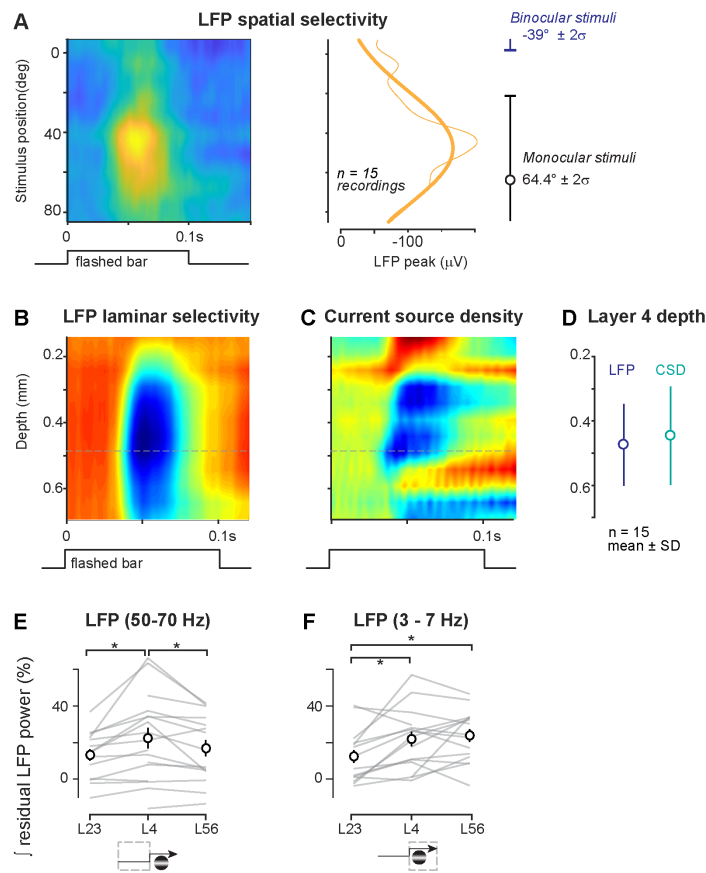 A
LFP spatial selectivity
Binocular stimuli
-39° ± 2σ
0
40
80
Stimulus position(deg)
0
0.1s
flashed bar
n = 15
recordings
0
-100
LFP peak (μV)
Monocular stimuli
64.4° ± 2σ
B
LFP laminar selectivity
0.2
0.4
0.6
Depth (mm)
0
0.1s
flashed bar
C
Current source density
0.1s
D
Layer 4 depth
0.2
0.4
0.6
LFP
CSD
n = 15
mean ± SD
E
LFP (50-70 Hz)
*
*
40
0
∫ residual LFP power (%)
L23
L4
L56
F
LFP (3 - 7 Hz)
*
*
40
0
L23
L4
L56